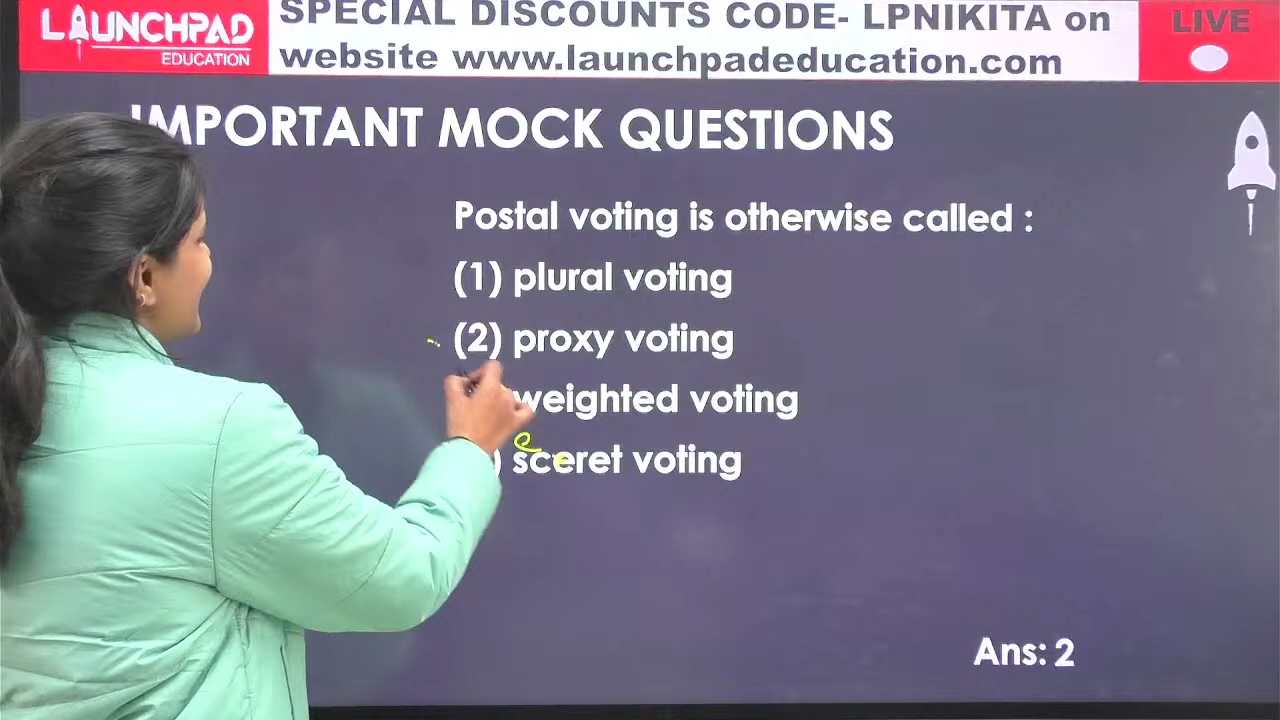 LAUNCHPAD
EDUCATION
SPECIAL DISCOUNTS CODE- LPNIKITA on
website www.launchpadeducation.com
LIVE
IMPORTANT MOCK QUESTIONS
Postal voting is otherwise called :
(1) plural voting
(2) proxy voting
weighted voting
) sceret voting
Ans: 2